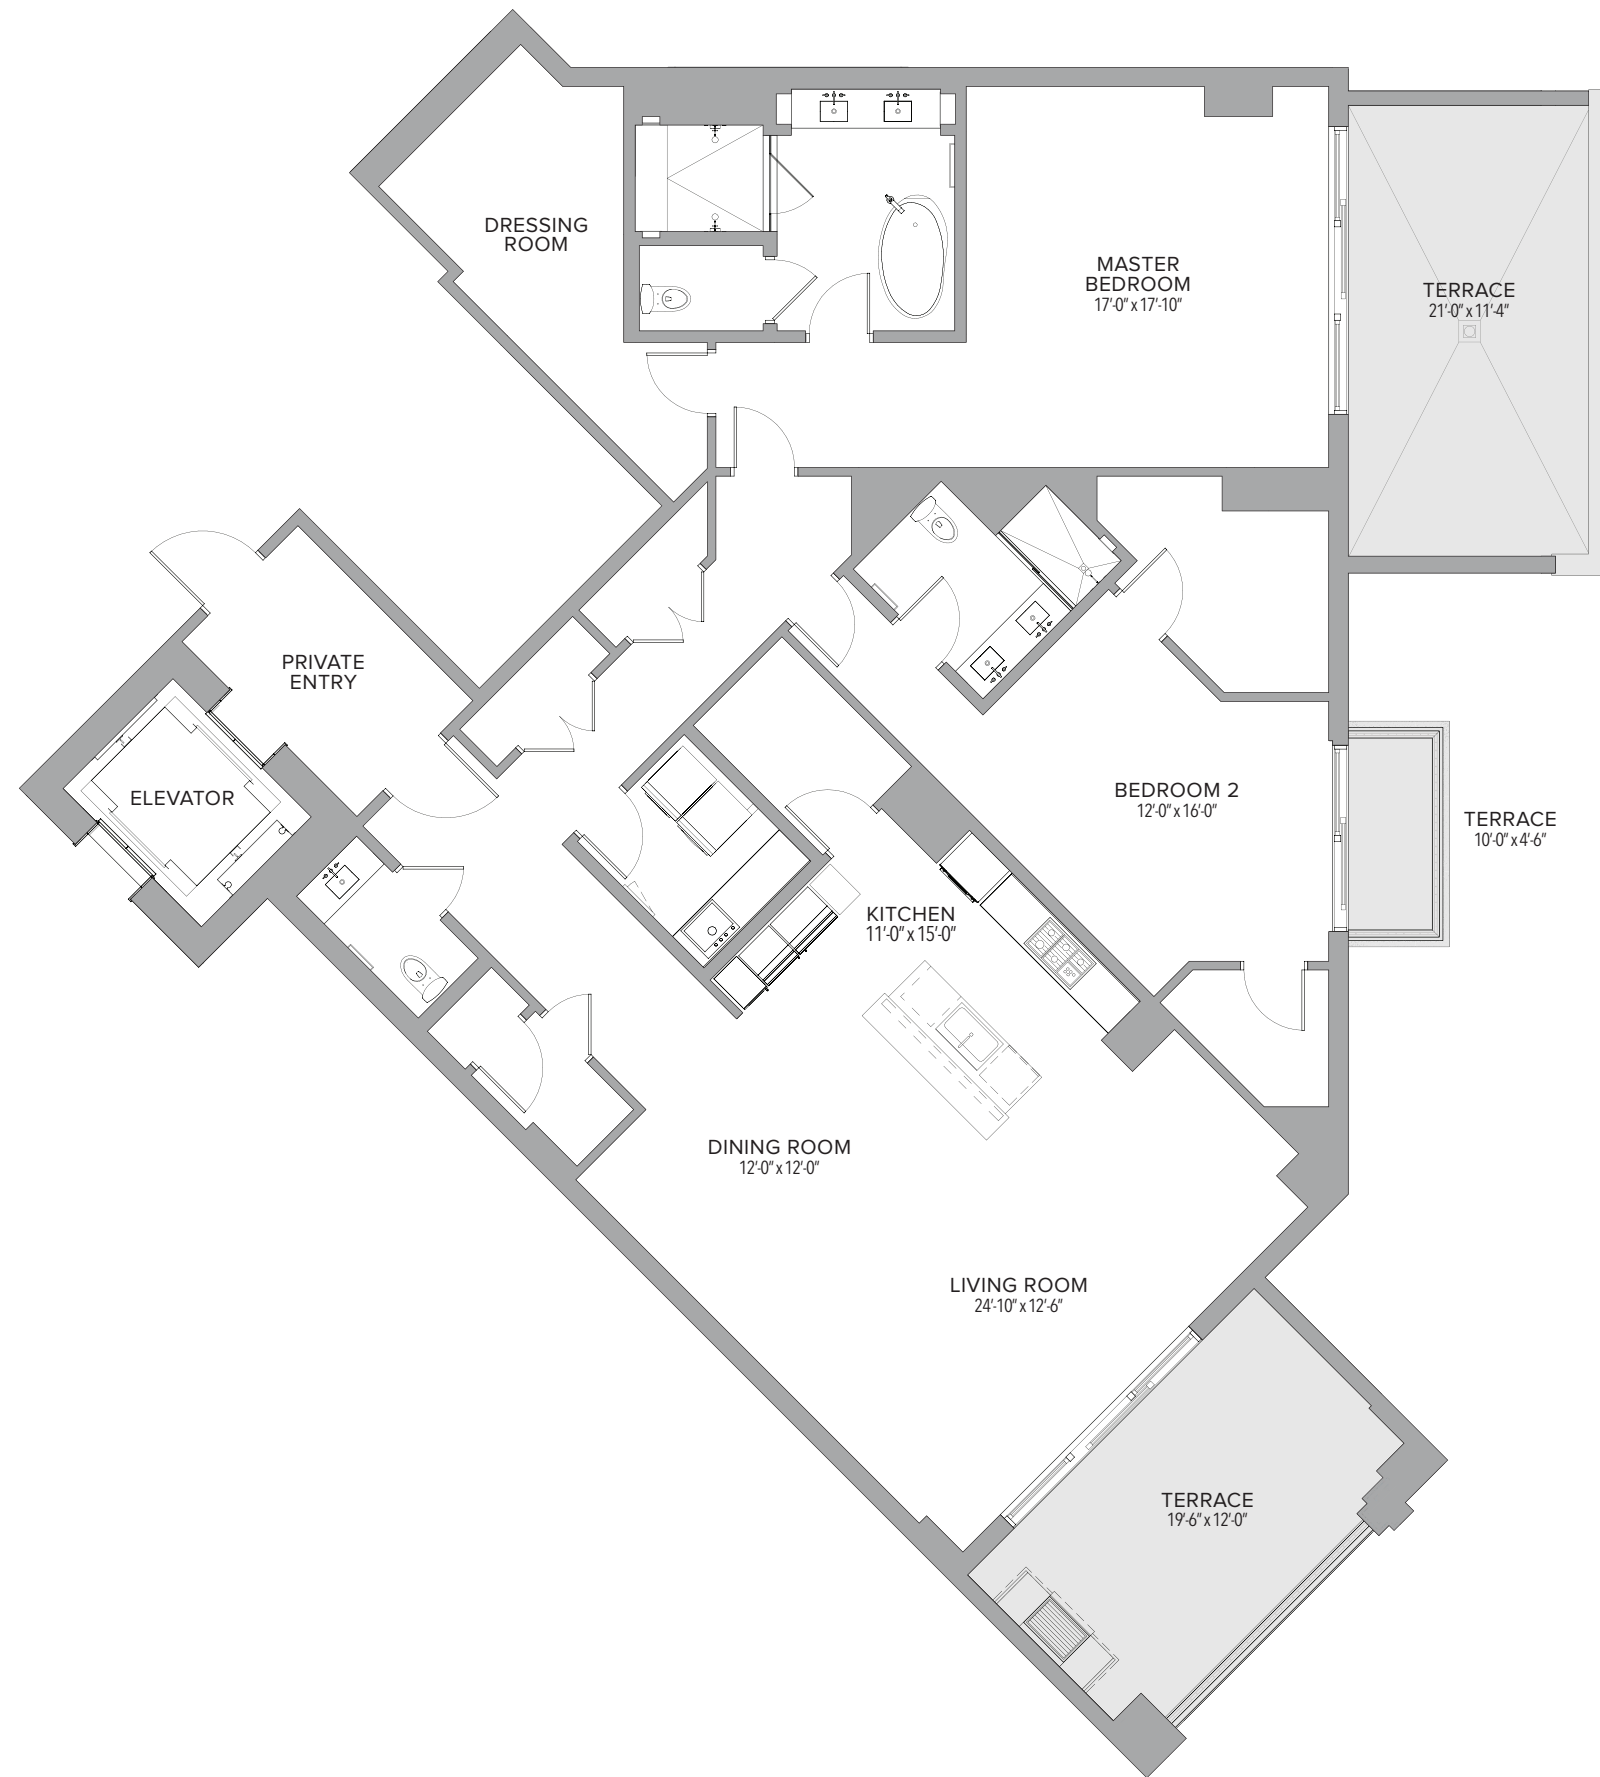 DRESSING
ROOM
MASTER
BEDROOM
17'-0" x 17'-10"
TERRACE
21'-0" x 11'-4"
PRIVATE
ENTRY
ELEVATOR
BEDROOM 2
12'-0" x 16'-0"
TERRACE
10'-0" x 4'-6"
KITCHEN
11'-0" x 15'-0"
DINING ROOM
12'-0" x 12'-0"
LIVING ROOM
24'-10" x 12'-6"
TERRACE
19'-6" x 12'-0"